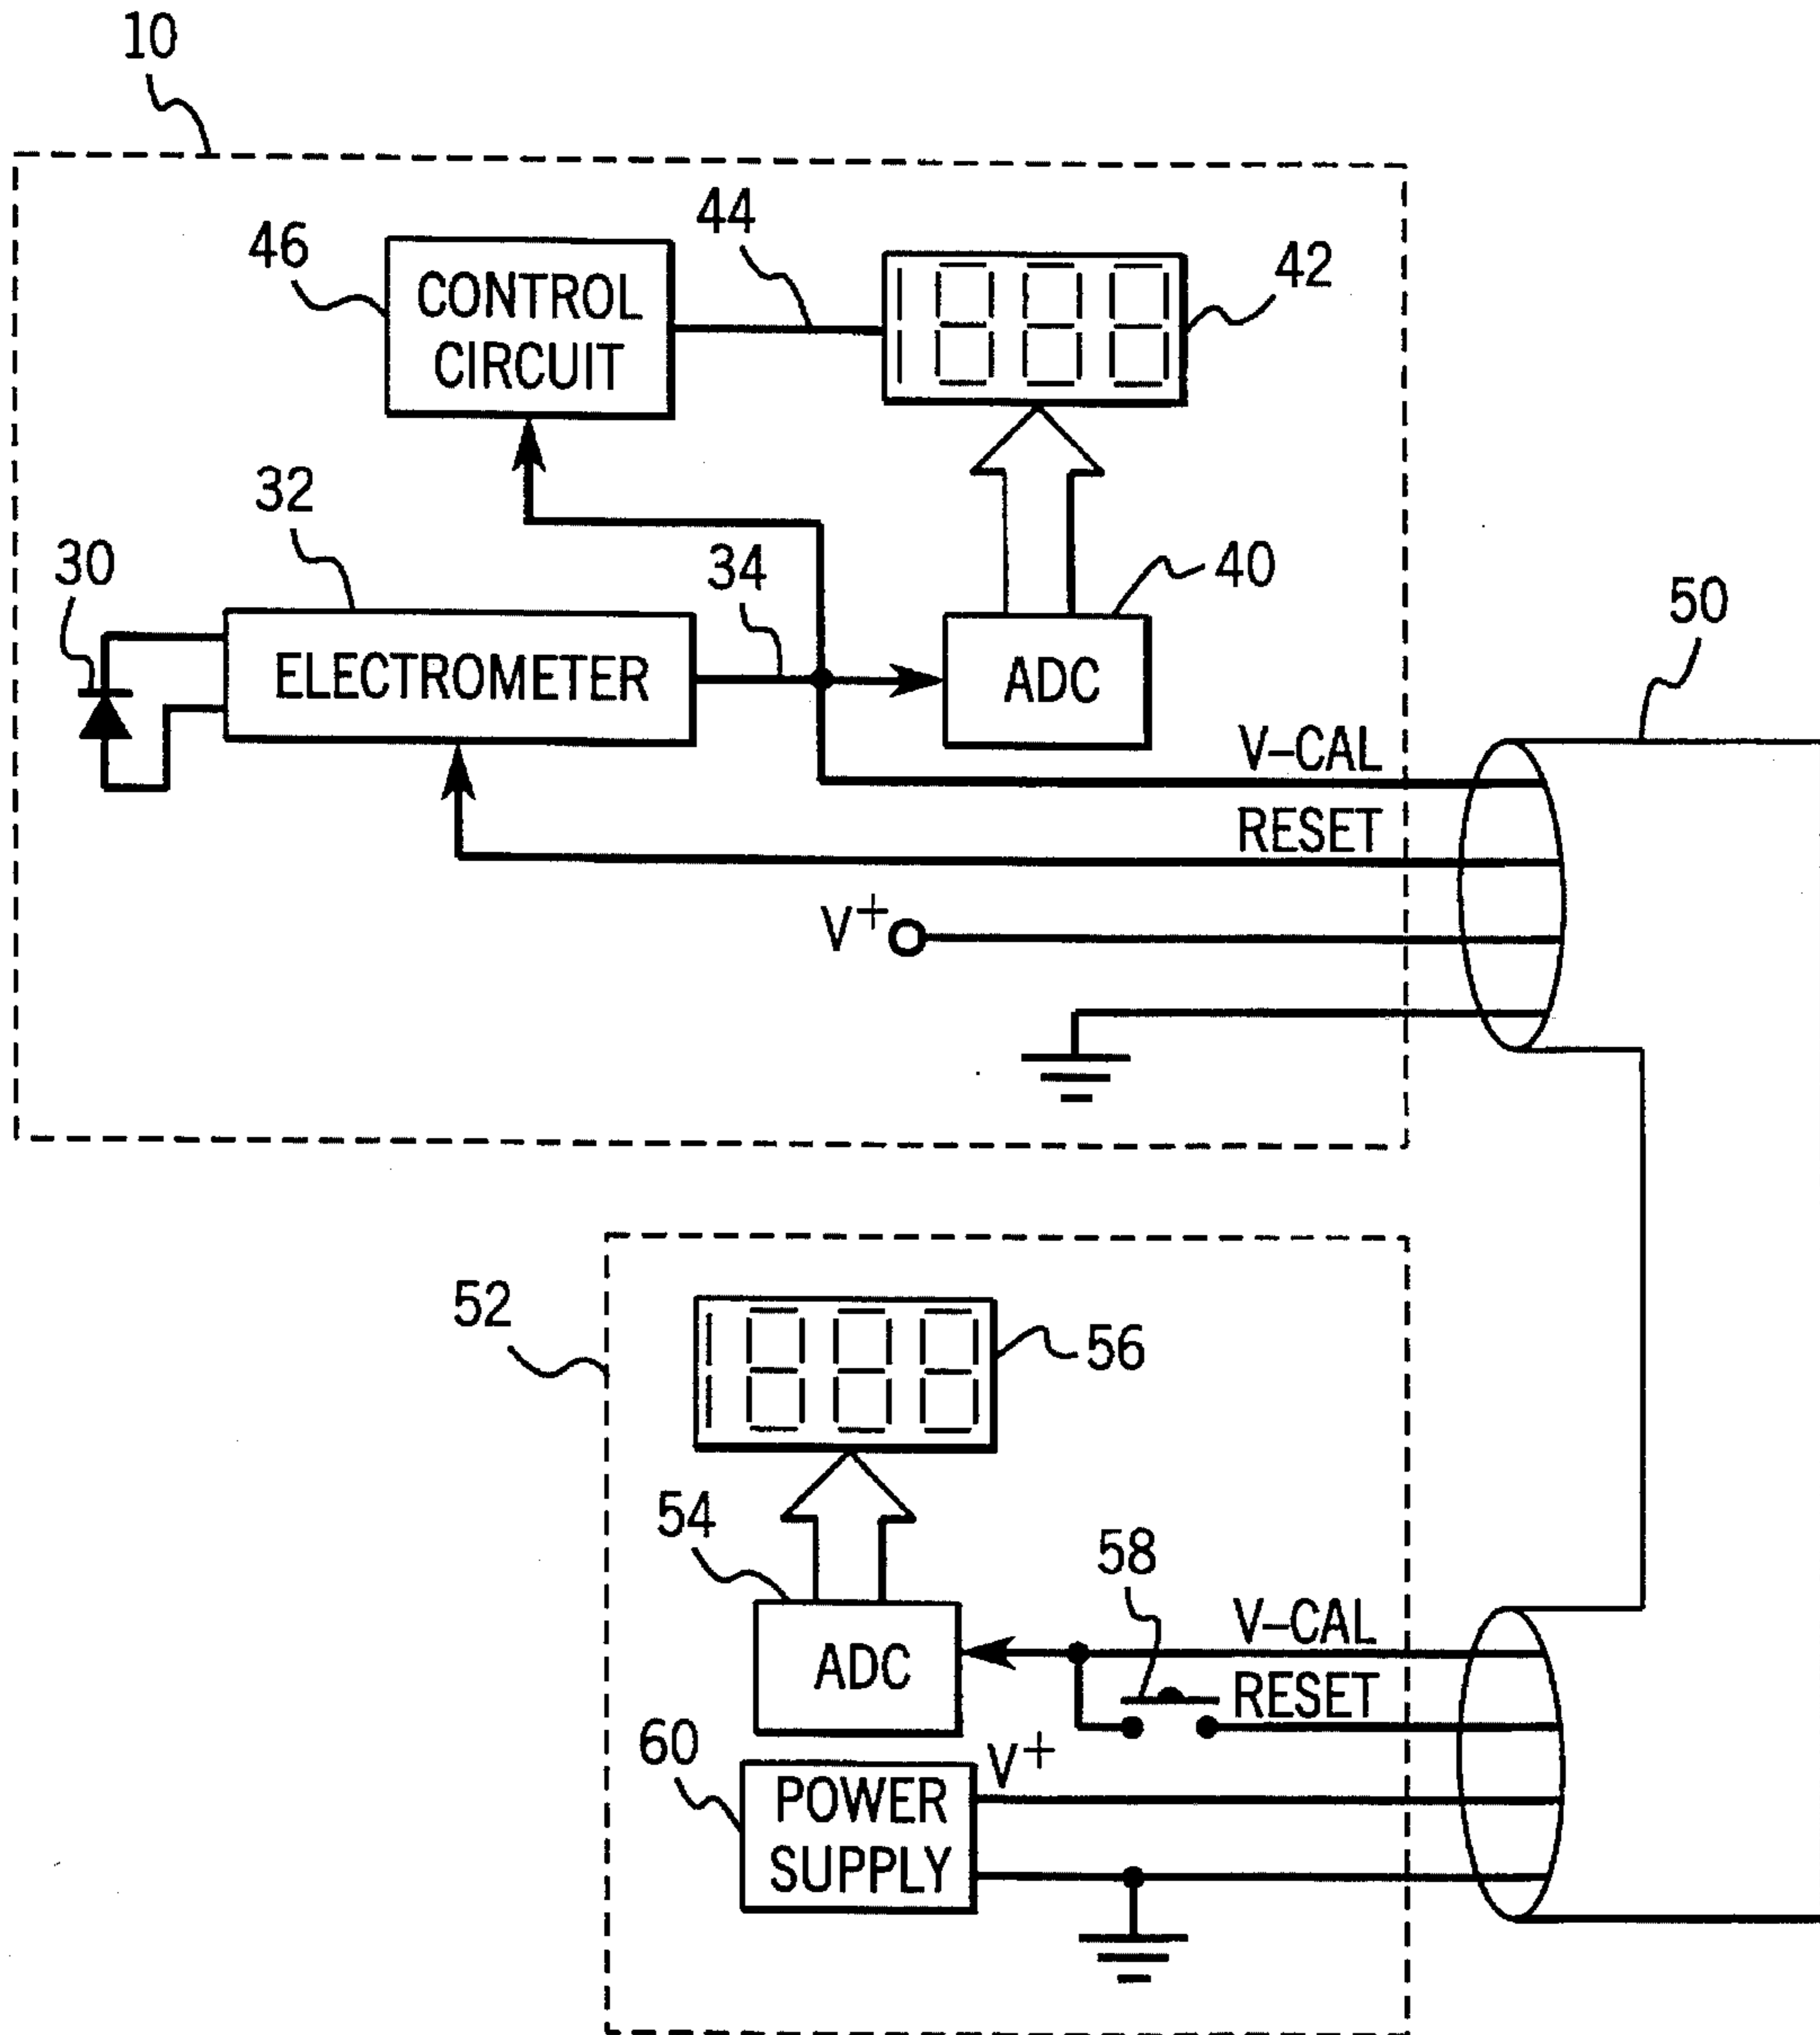 10
44
46
CONTROL
CIRCUIT
42
32
34
40
30
50
ELECTROMETER
ADC
V–CAL
RESET
V+
52
56
54
58
V–CAL
ADC
RESET
60
V+
POWER
SUPPLY